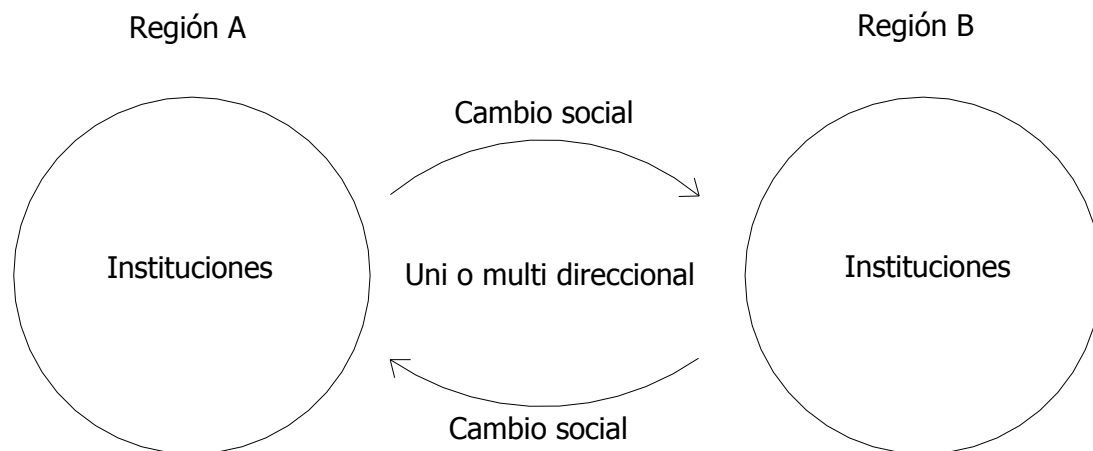 Región A
Región B
Cambio social
Instituciones
Uni o multi direccional
Instituciones
Cambio social